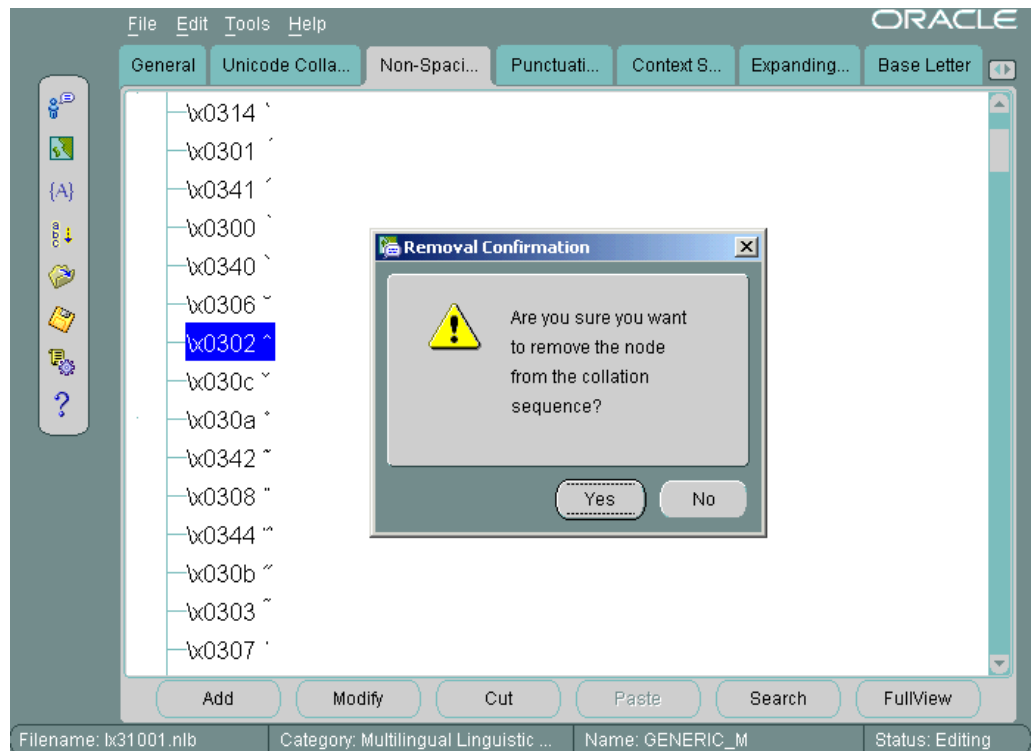 File Edit Tools Help
ORACLE
General Unicode Colla... Non-Spaci... Punctuati... Context S... Expanding... Base Letter
\x0314 ̔
\x0301 ́
\x0341 ́
\x0300 ̀
\x0340 ̀
\x0306 ̆
\x0302 ^
\x030c ˇ
\x030a °
\x0342 ~
\x0308 ¨
\x0344 ̈́
\x030b ˝
\x0303 ~
\x0307 ˙
{A}
a
b
c
?
Removal Confirmation
Are you sure you want
to remove the node
from the collation
sequence?
Yes No
Add Modify Cut Paste Search FullView
Filename: lx31001.nlb Category: Multilingual Linguistic ... Name: GENERIC_M Status: Editing